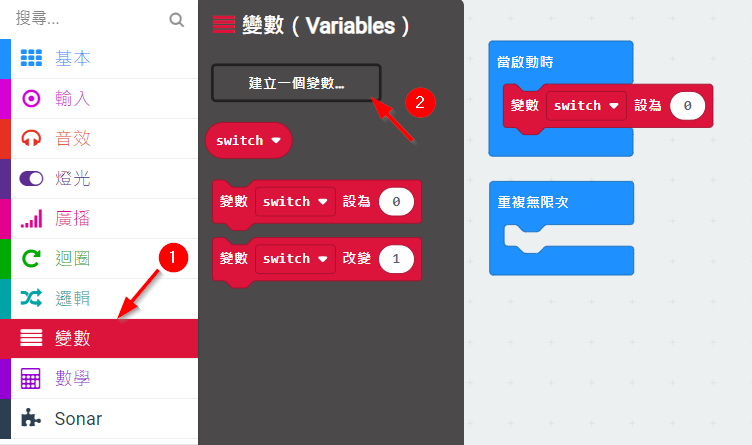 搜尋...
基本
輸入
音效
燈光
廣播
迴圈
邏輯
變數
數學
Sonar
1
變數 ( Variables )
建立一個變數...
2
switch
變數 switch 設為 0
變數 switch 改變 1
當啟動時
變數 switch 設為 0
重複無限次